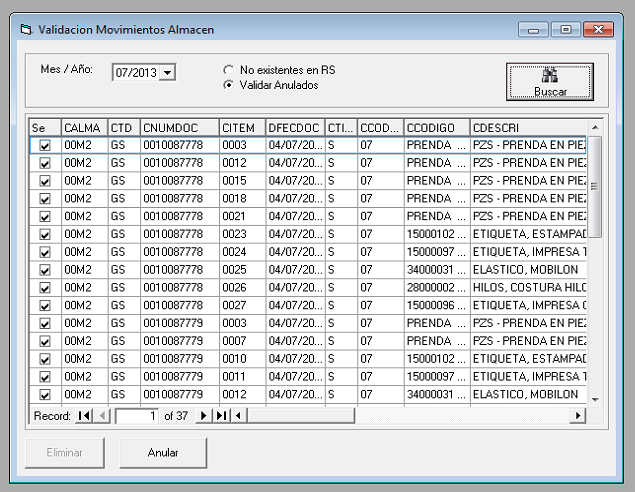 Validacion Movimientos Almacen
Mes / Año: 07/2013
No existentes en RS
Validar Anulados
Buscar
Se CALMA CTD CNUMDOC CITEM DFECDOC CTI... CCOD... CCODIGO CDESCRI
00M2 GS 0010087778 0003 04/07/20... S 07 PRENDA ... PZS - PRENDA EN PIEZ
00M2 GS 0010087778 0012 04/07/20... S 07 PRENDA ... PZS - PRENDA EN PIEZ
00M2 GS 0010087778 0015 04/07/20... S 07 PRENDA ... PZS - PRENDA EN PIEZ
00M2 GS 0010087778 0018 04/07/20... S 07 PRENDA ... PZS - PRENDA EN PIEZ
00M2 GS 0010087778 0021 04/07/20... S 07 PRENDA ... PZS - PRENDA EN PIEZ
00M2 GS 0010087778 0023 04/07/20... S 07 15000102 ... ETIQUETA, ESTAMPAD
00M2 GS 0010087778 0024 04/07/20... S 07 15000097 ... ETIQUETA, IMPRESA T
00M2 GS 0010087778 0025 04/07/20... S 07 34000031 ... ELASTICO, MOBILON
00M2 GS 0010087778 0026 04/07/20... S 07 28000002 ... HILOS, COSTURA HILO
00M2 GS 0010087778 0027 04/07/20... S 07 15000096 ... ETIQUETA, IMPRESA C
00M2 GS 0010087779 0003 04/07/20... S 07 PRENDA ... PZS - PRENDA EN PIEZ
00M2 GS 0010087779 0007 04/07/20... S 07 PRENDA ... PZS - PRENDA EN PIEZ
00M2 GS 0010087779 0010 04/07/20... S 07 15000102 ... ETIQUETA, ESTAMPAD
00M2 GS 0010087779 0011 04/07/20... S 07 15000097 ... ETIQUETA, IMPRESA T
00M2 GS 0010087779 0012 04/07/20... S 07 34000031 ... ELASTICO, MOBILON
Record: 1 of 37
Eliminar Anular